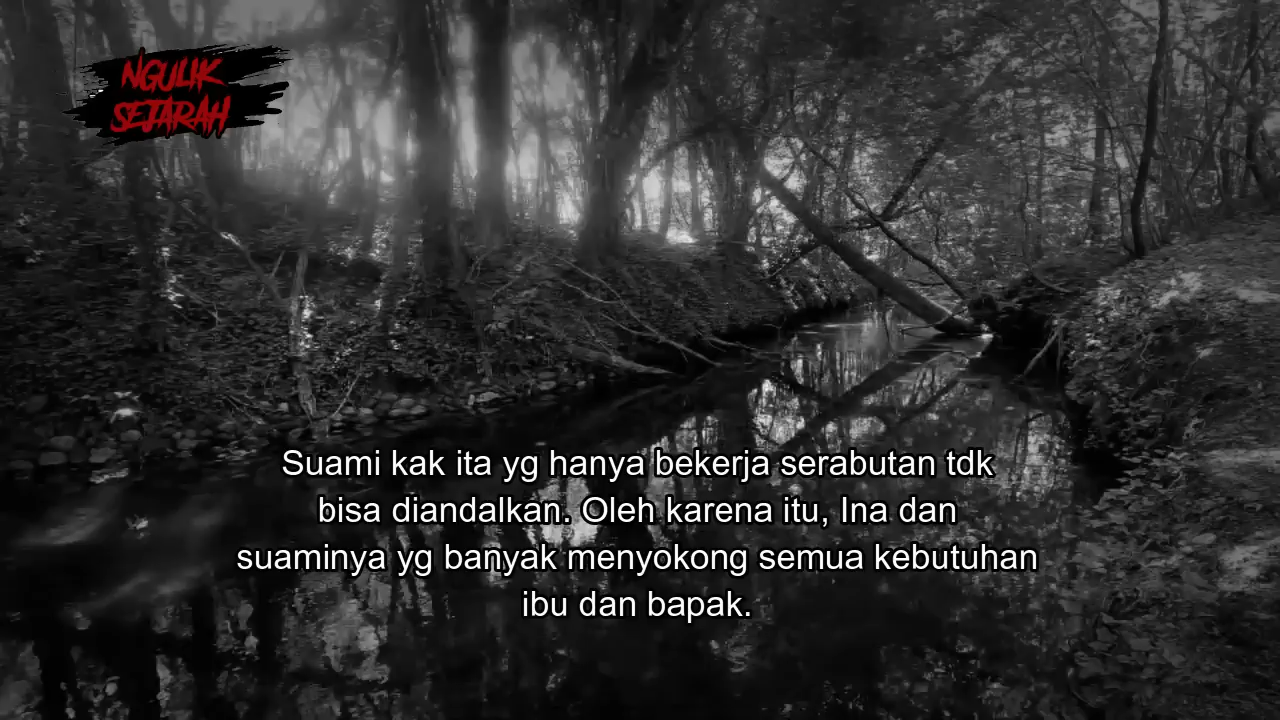 NGULIK
SEJARAH
Suami kak ita yg hanya bekerja serabutan tdk
bisa diandalkan. Oleh karena itu, Ina dan
suaminya yg banyak menyokong semua kebutuhan
ibu dan bapak.